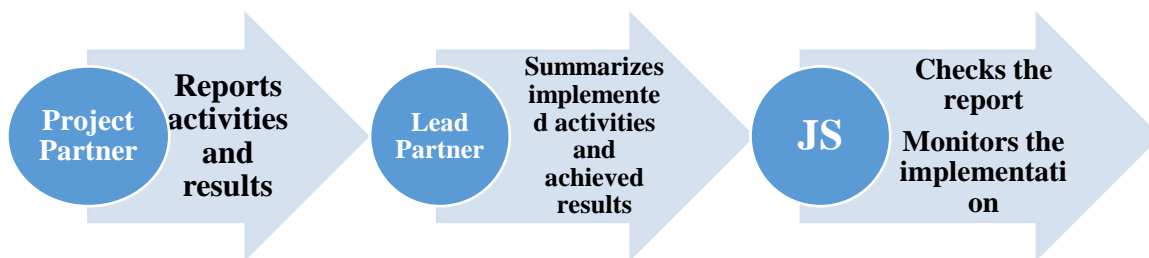 Project
Partner
Reports
activities
and
results
Lead
Partner
Summarizes
implemente
d activities
and
achieved
results
JS
Checks the
report
Monitors the
implementati
on